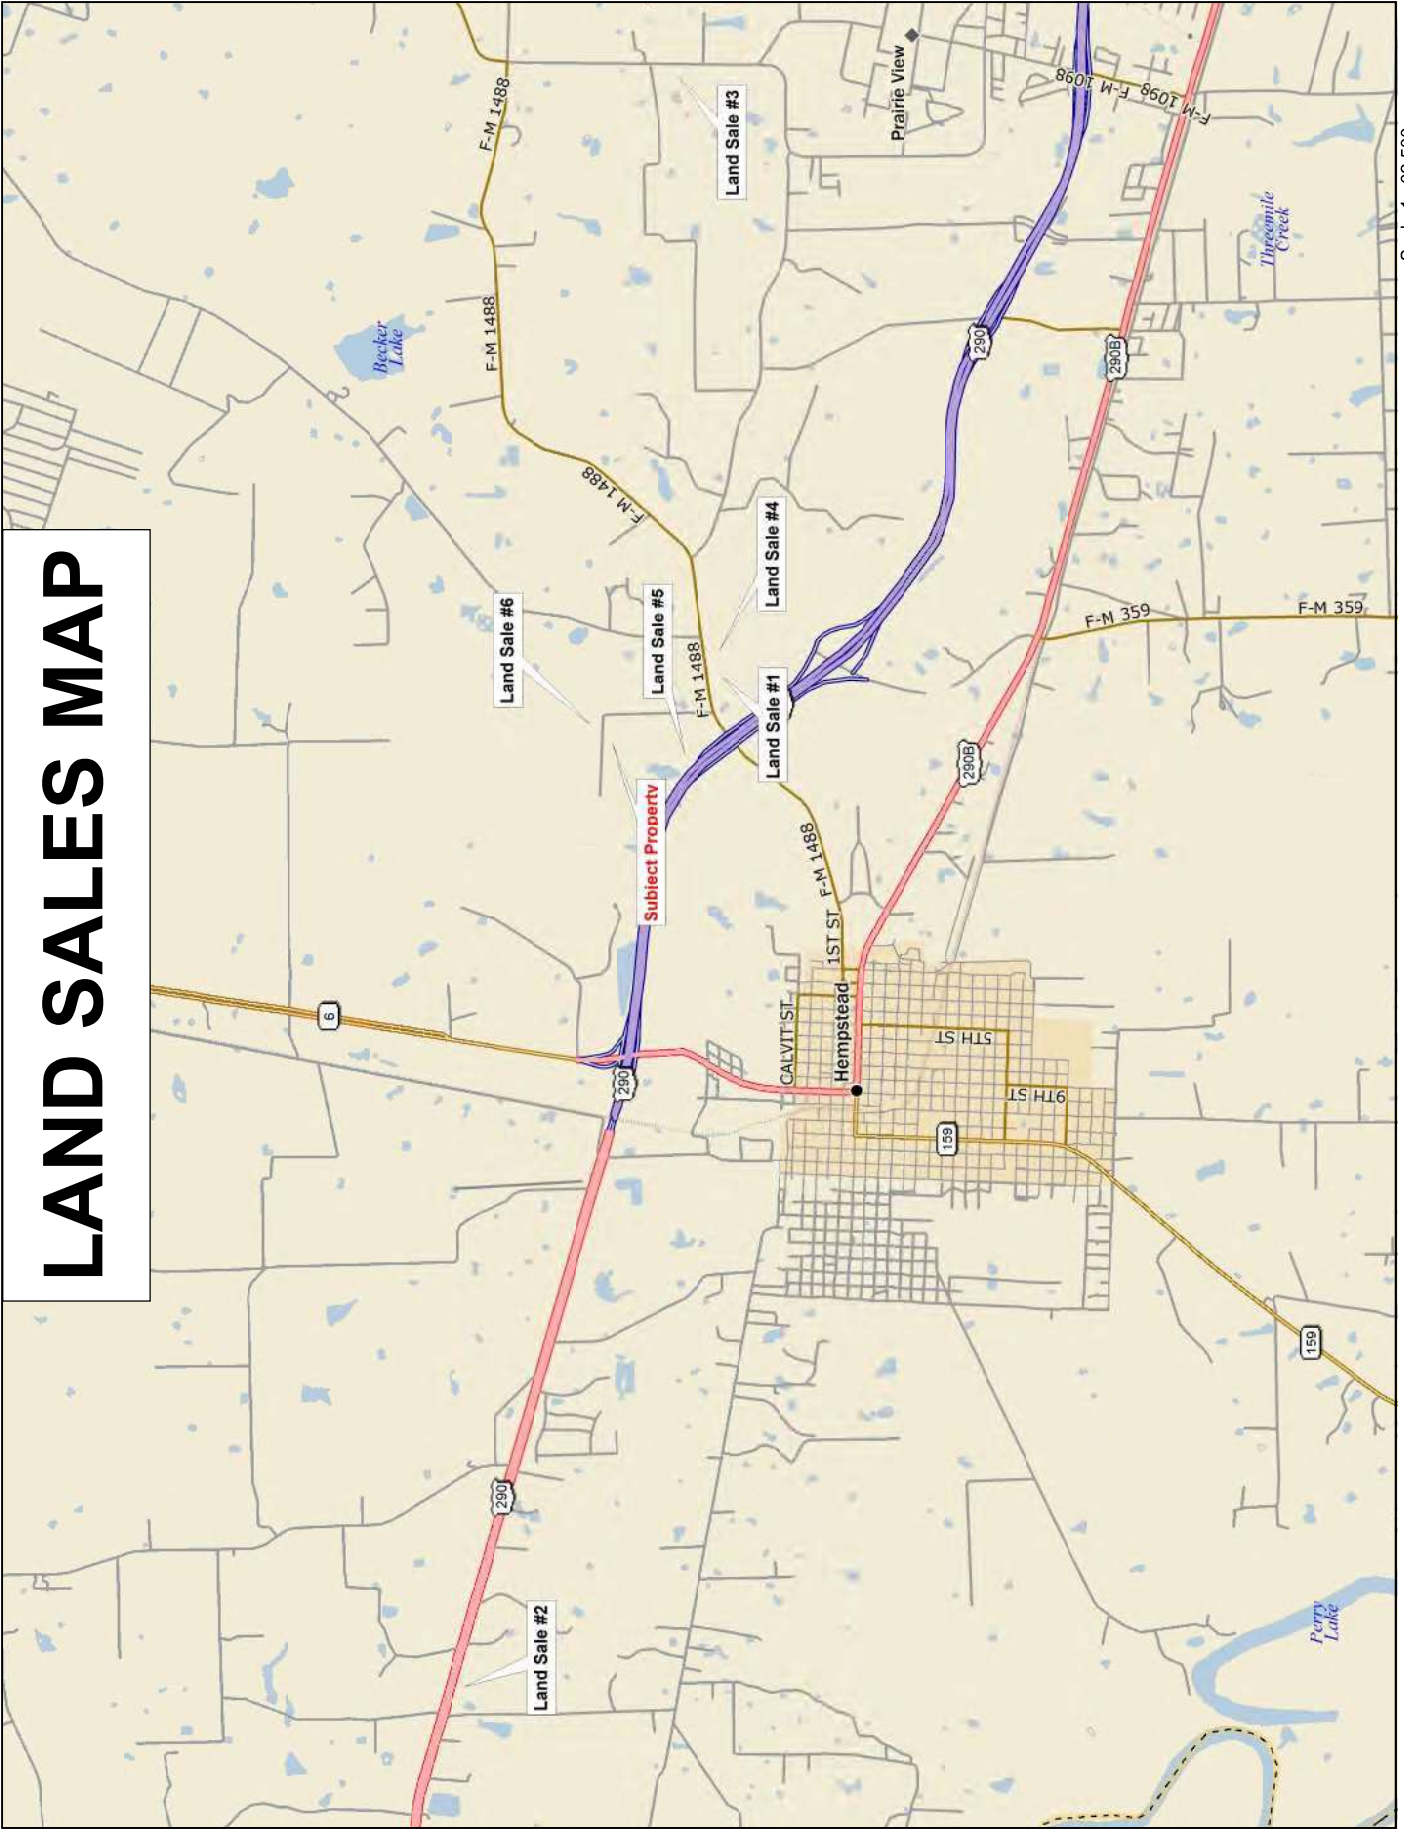 LAND SALES MAP
6
290
Land Sale #2
290
Subject Property
Land Sale #6
Land Sale #5
F-M 1488
F-M 1488
F-M 1488
F-M 1488
Becker
Lake
Land Sale #3
Land Sale #4
Land Sale #1
F-M 1488
1ST ST
CALVIT ST
Hempstead
5TH ST
9TH ST
159
159
290B
290
290B
Prairie View
F-M 1098
F-M 1098
F-M
F-M 359
F-M 359
Threemile
Creek
Perry
Lake